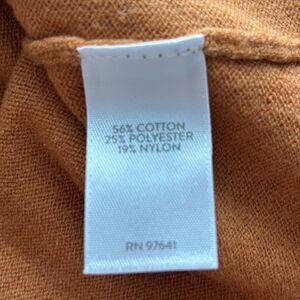 56% COTTON
25% POLYESTER
19% NYLON
RN 97641